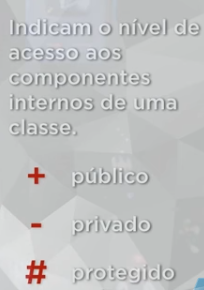 Indicam o nível de
acesso aos
componentes
internos de uma
classe.
+ público
- privado
# protegido